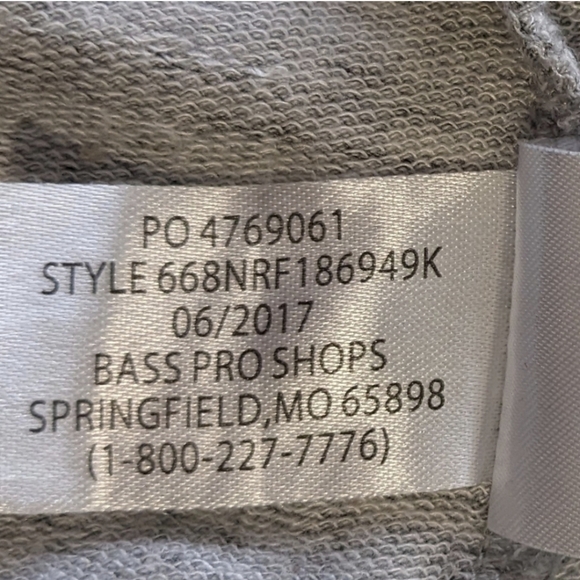 PO 4769061
STYLE 668NRF186949K
06/2017
BASS PRO SHOPS
SPRINGFIELD,MO 65898
(1-800-227-7776)